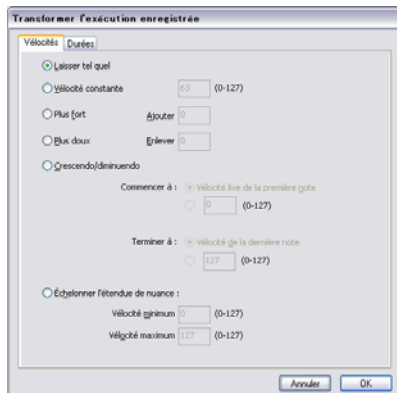 Transformer l'exécution enregistrée
Vélocités Durées
Laisser tel quel
Vélocité constante 63 (0-127)
Plus fort Ajouter 0
Plus doux Enlever 0
Crescendo/diminuendo
Commencer à : Vélocité live de la première note
0 (0-127)
Terminer à : Vélocité de la dernière note
127 (0-127)
Échelonner l'étendue de nuance :
Vélocité minimum 0 (0-127)
Vélocité maximum 127 (0-127)
Annuler OK